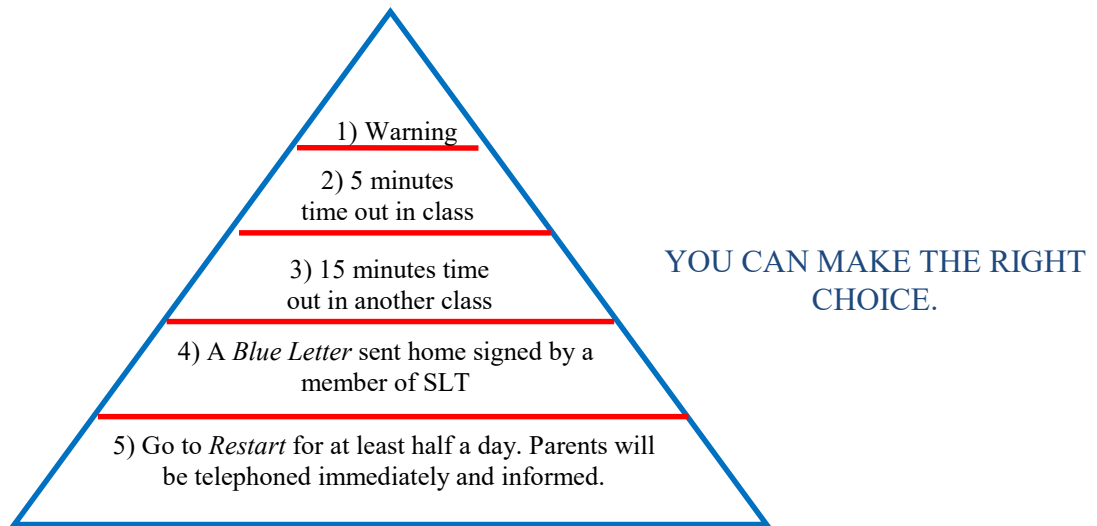 1) Warning
2) 5 minutes
time out in class
3) 15 minutes time
out in another class
YOU CAN MAKE THE RIGHT
CHOICE.
4) A Blue Letter sent home signed by a
member of SLT
5) Go to Restart for at least half a day. Parents will
be telephoned immediately and informed.